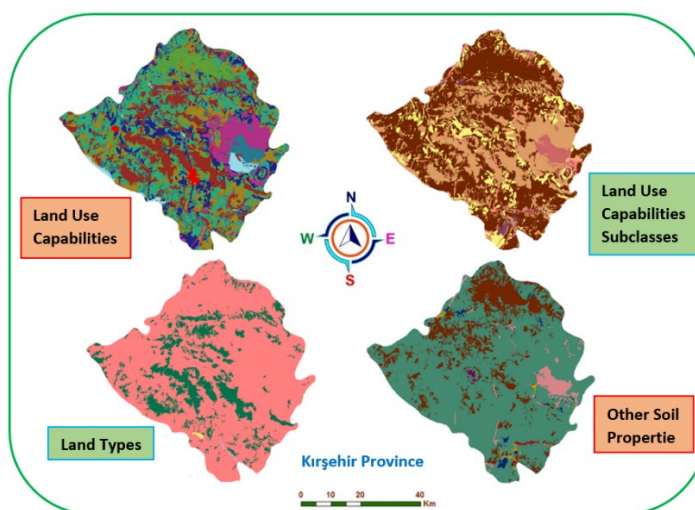 Land Use
Capabilities
Land Use
Capabilities
Subclasses
N
W
E
S
Land Types
Other Soil
Propertie
Kırşehir Province
0
10
20
40
Km